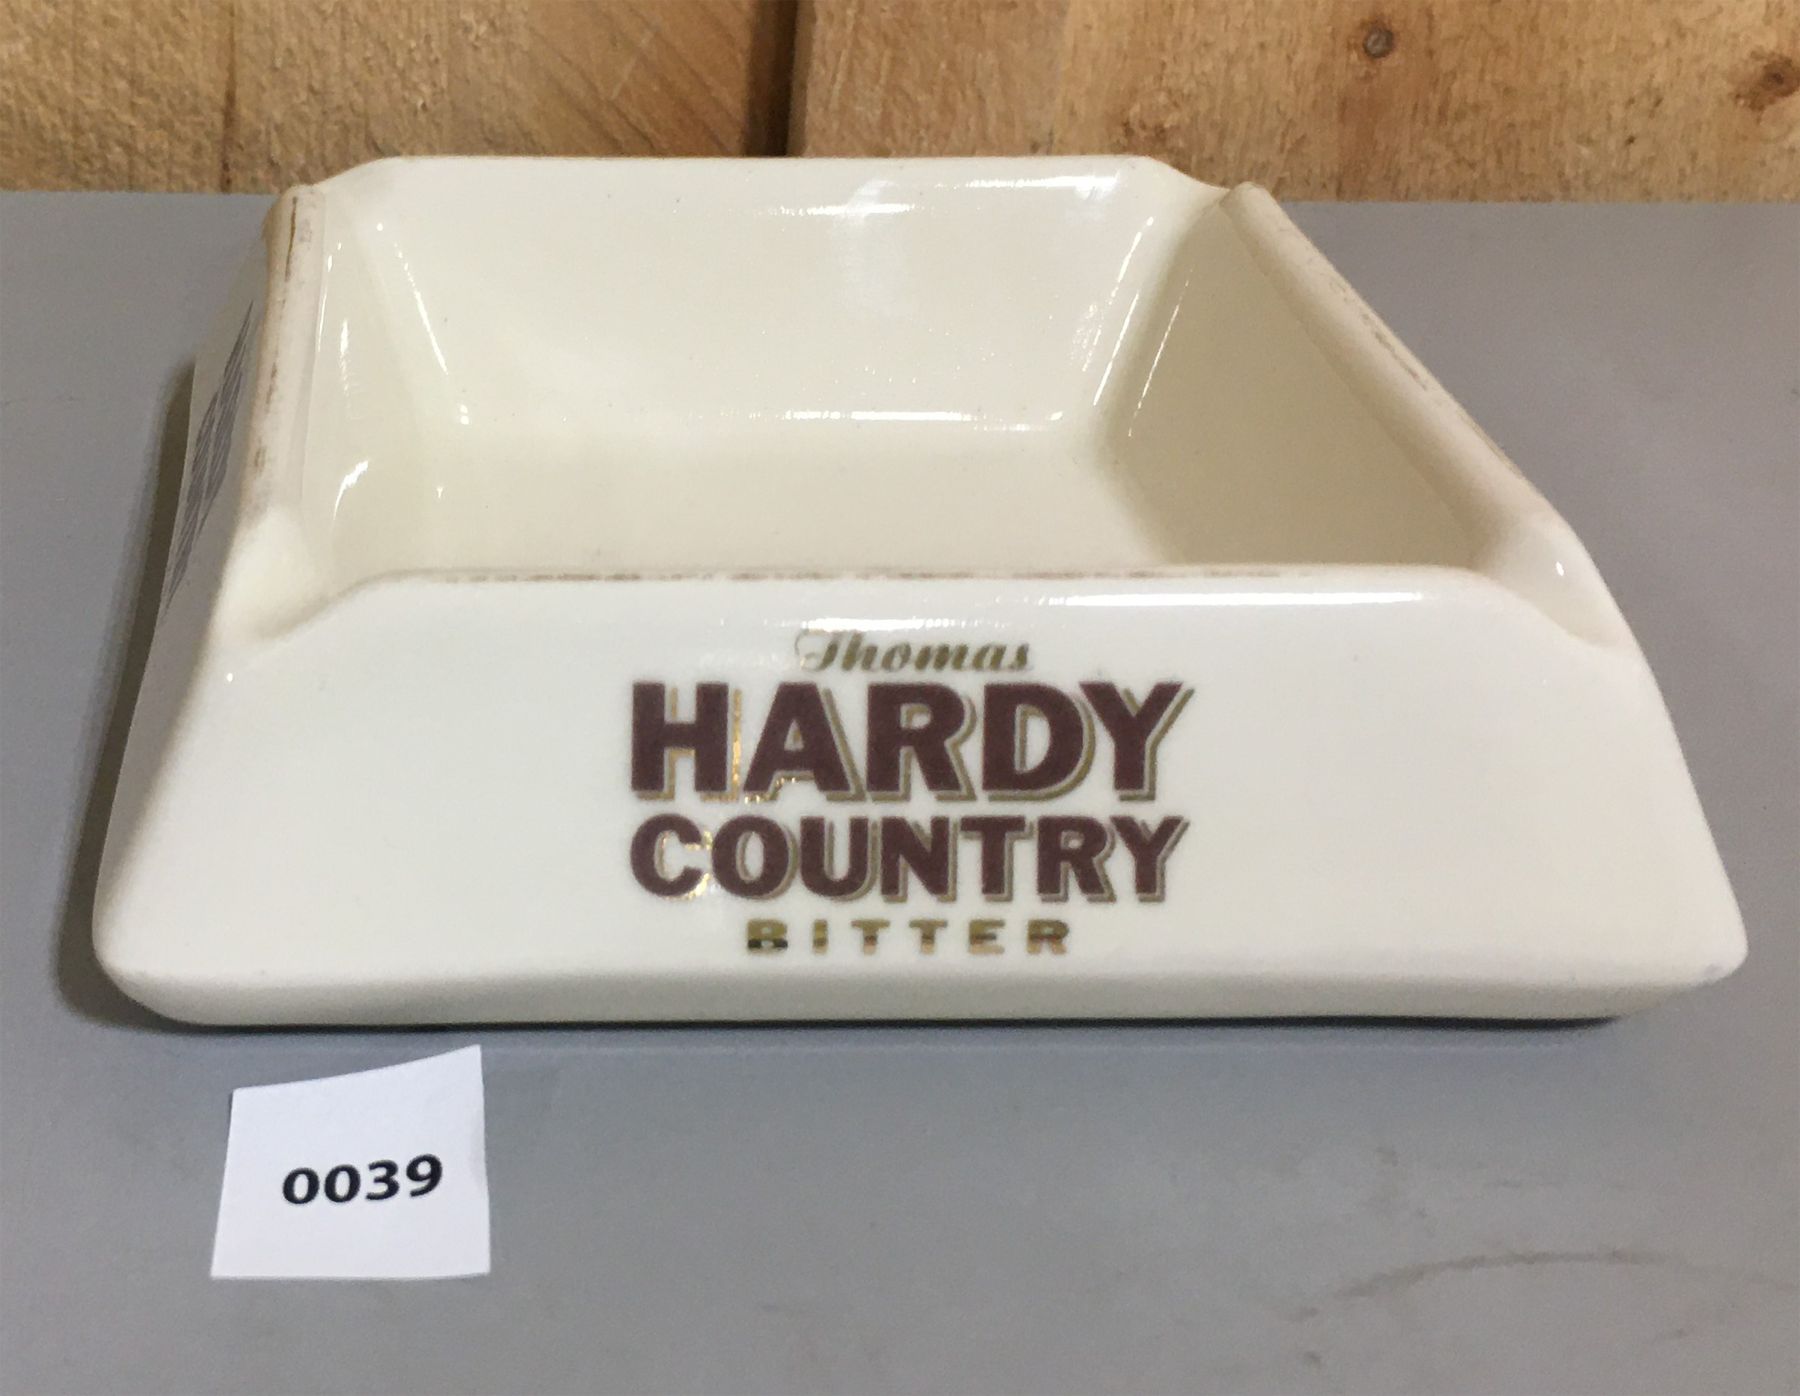 Thomas
HARDY
COUNTRY
BITTER
0039